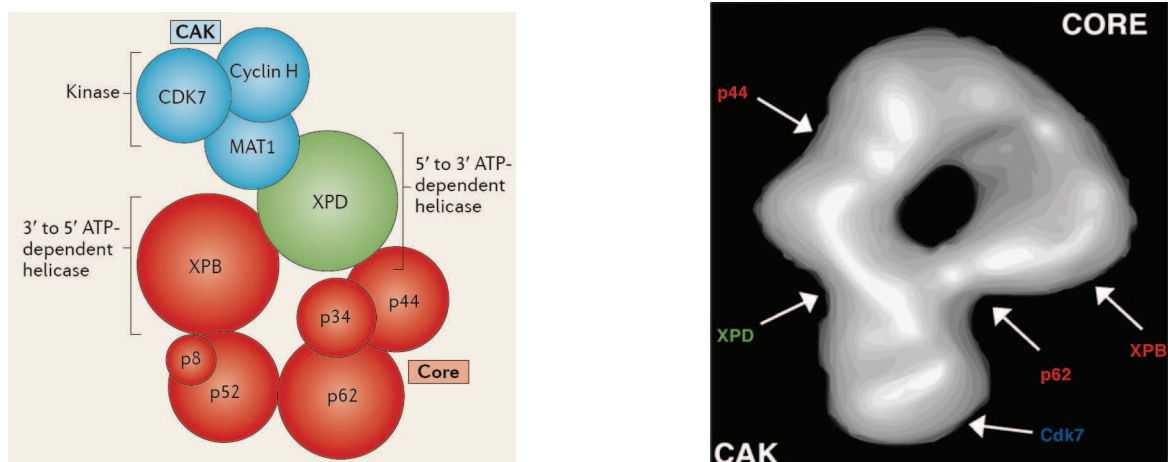 CAK
Kinase
CDK7
Cyclin H
MAT1
XPD
5′ to 3′ ATP-
dependent
helicase
3′ to 5′ ATP-
dependent
helicase
XPB
p34
p44
p8
p52
p62
Core
CORE
p44
XPD
XPB
p62
Cdk7
CAK